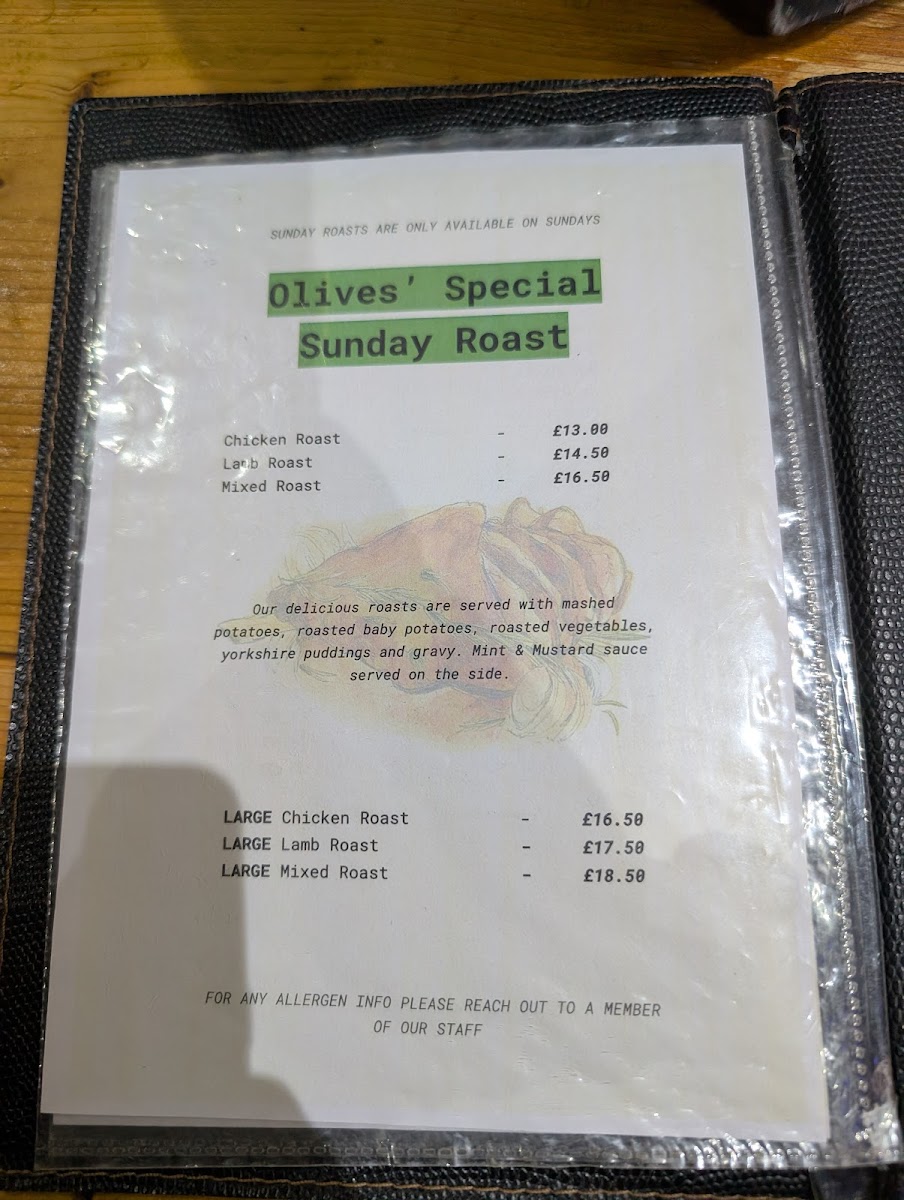 SUNDAY ROASTS ARE ONLY AVAILABLE ON SUNDAYS
Olives' Special
Sunday Roast
Chicken Roast - £13.00
Lamb Roast - £14.50
Mixed Roast - £16.50
Our delicious roasts are served with mashed
potatoes, roasted baby potatoes, roasted vegetables,
yorkshire puddings and gravy. Mint & Mustard sauce
served on the side.
LARGE Chicken Roast - £16.50
LARGE Lamb Roast - £17.50
LARGE Mixed Roast - £18.50
FOR ANY ALLERGEN INFO PLEASE REACH OUT TO A MEMBER
OF OUR STAFF